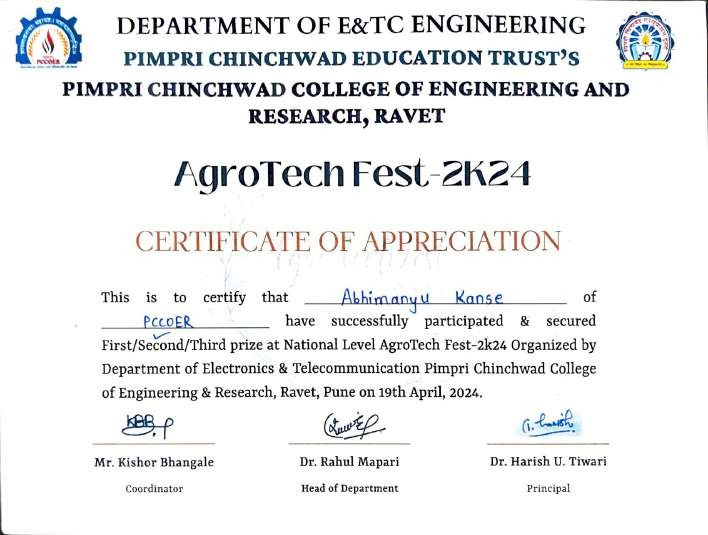 DEPARTMENT OF E&TC ENGINEERING
PIMPRI CHINCHWAD EDUCATION TRUST'S
PIMPRI CHINCHWAD COLLEGE OF ENGINEERING AND
RESEARCH, RAVET
PCCOER
AgroTech Fest-2K24
CERTIFICATE OF APPRECIATION
This is to certify that Abhimanyu Kanse of
PCCOER have successfully participated & secured
First/Second/Third prize at National Level AgroTech Fest-2k24 Organized by
Department of Electronics & Telecommunication Pimpri Chinchwad College
of Engineering & Research, Ravet, Pune on 19th April, 2024.
Mr. Kishor Bhangale
Dr. Rahul Mapari
Dr. Harish U. Tiwari
Coordinator
Head of Department
Principal